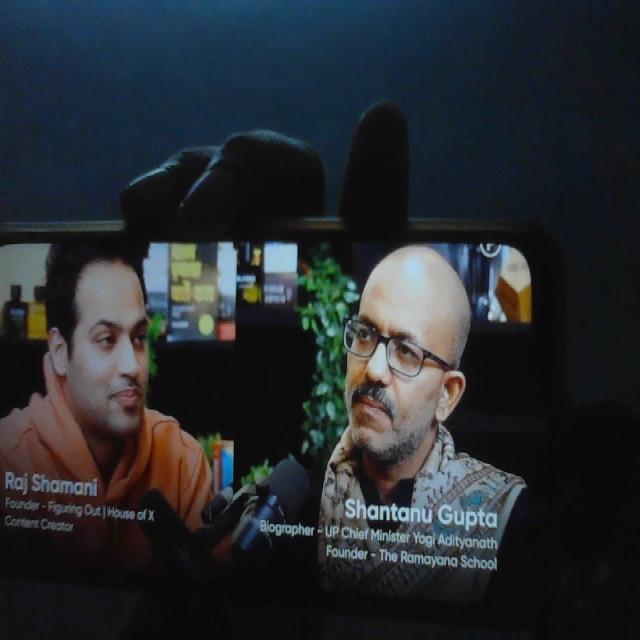 Raj Shamani
Founder - Figuring Out | House of X
Content Creator
Shantanu Gupta
Biographer - UP Chief Minister Yogi Adityanath
Founder - The Ramayana School